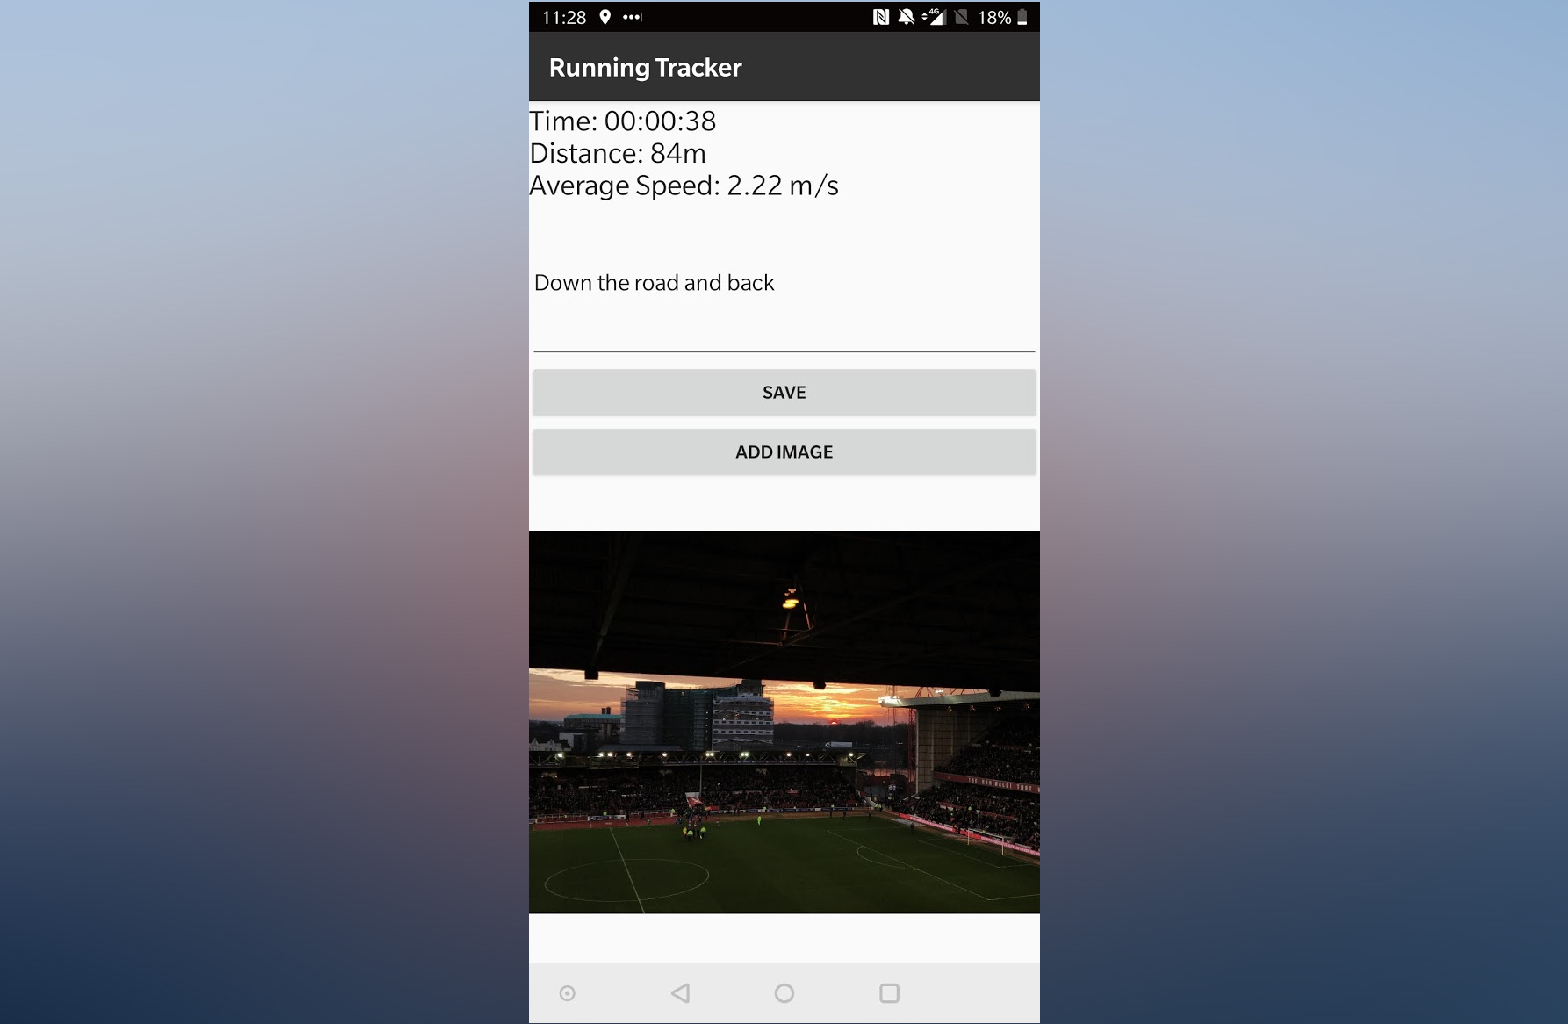 11:28
4G
18%
Running Tracker
Time: 00:00:38
Distance: 84m
Average Speed: 2.22 m/s
Down the road and back
SAVE
ADD IMAGE